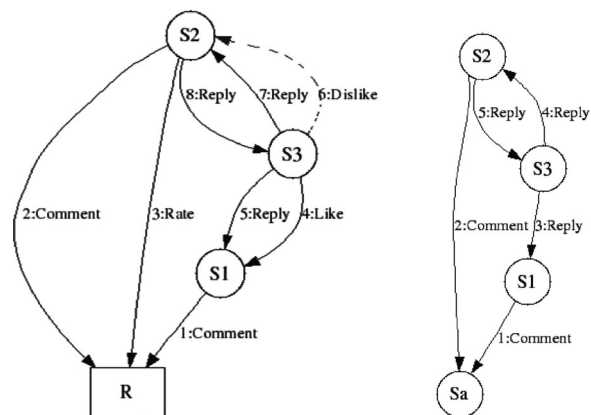 S2
8:Reply
7:Reply
6:Dislike
S3
2:Comment
3:Rate
5:Reply
4:Like
S1
1:Comment
R
S2
5:Reply
4:Reply
S3
2:Comment
3:Reply
S1
1:Comment
Sa